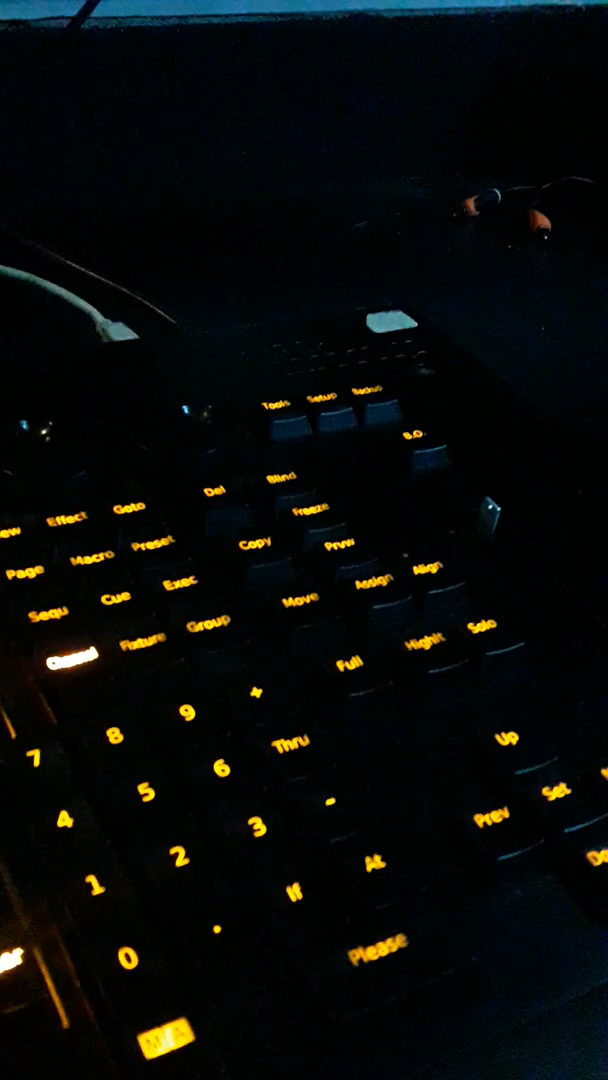 Tools Setup Backup
B.O.
Del Blind
Effect Goto Freeze
Page Macro Preset Copy Prvw
Sequ Cue Exec Move Assign Align
Channel Fixture Group Full Highlt Solo
7 8 9 +
4 5 6 Thru Up
1 2 3 - Prev Set
0 . If At
Please
MA